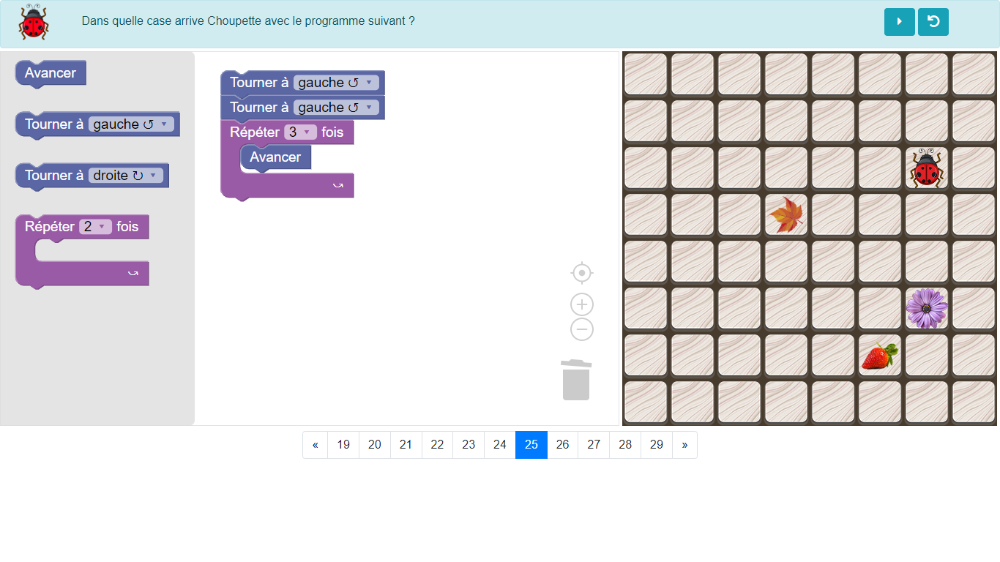 Dans quelle case arrive Choupette avec le programme suivant ?
Avancer
Tourner à gauche ↺ ▼
Tourner à droite ↻ ▼
Répéter 2 ▼ fois
Tourner à gauche ↺ ▼
Tourner à gauche ↺ ▼
Répéter 3 ▼ fois
Avancer
« 19 20 21 22 23 24 25 26 27 28 29 »